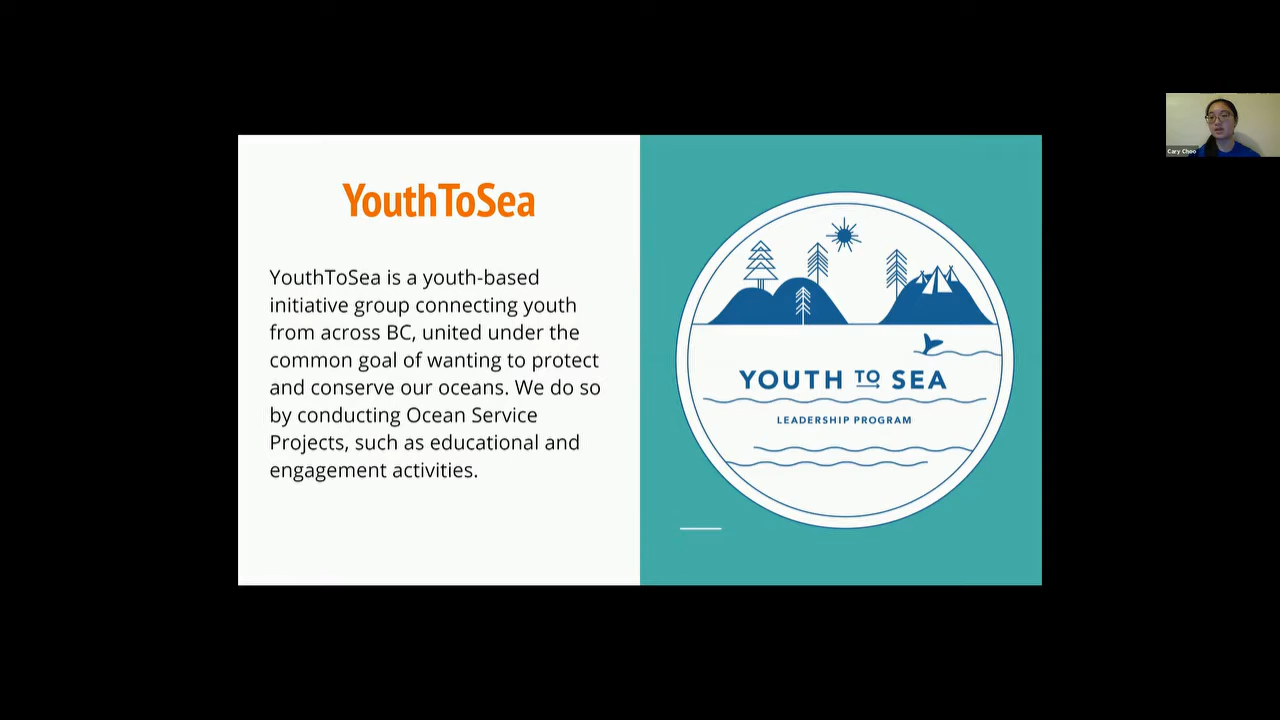 YouthToSea
YouthToSea is a youth-based
initiative group connecting youth
from across BC, united under the
common goal of wanting to protect
and conserve our oceans. We do so
by conducting Ocean Service
Projects, such as educational and
engagement activities.
YOUTH TO SEA
LEADERSHIP PROGRAM
Cary Choo